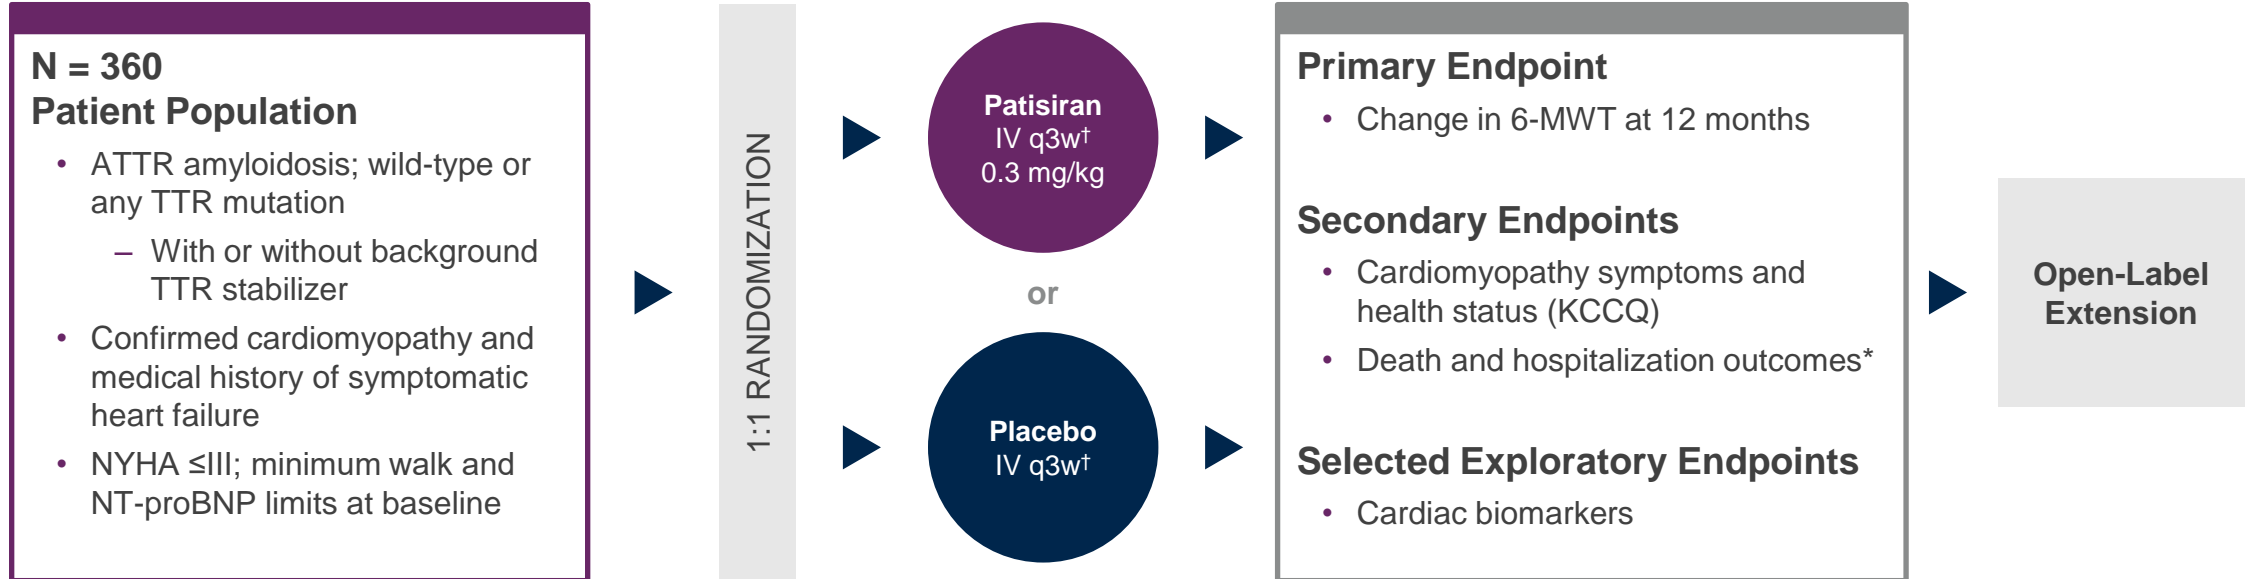 N = 360
Patient Population
• ATTR amyloidosis; wild-type or
any TTR mutation
– With or without background
TTR stabilizer
• Confirmed cardiomyopathy and
medical history of symptomatic
heart failure
• NYHA ≤III; minimum walk and
NT-proBNP limits at baseline
1:1 RANDOMIZATION
Patisiran
IV q3w†
0.3 mg/kg
or
Placebo
IV q3w†
Primary Endpoint
• Change in 6-MWT at 12 months
Secondary Endpoints
• Cardiomyopathy symptoms and
health status (KCCQ)
• Death and hospitalization outcomes*
Selected Exploratory Endpoints
• Cardiac biomarkers
Open-Label
Extension